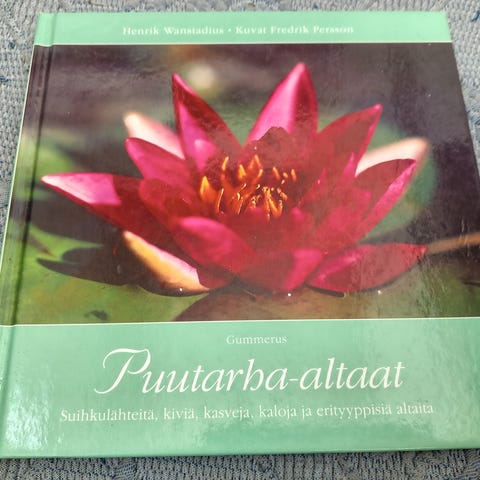 Henrik Wanstadius • Kuvat Fredrik Persson
Gummerus
Puutarha-altaat
Suihkulähteitä, kiviä, kasveja, kaloja ja erityyppisiä altaita